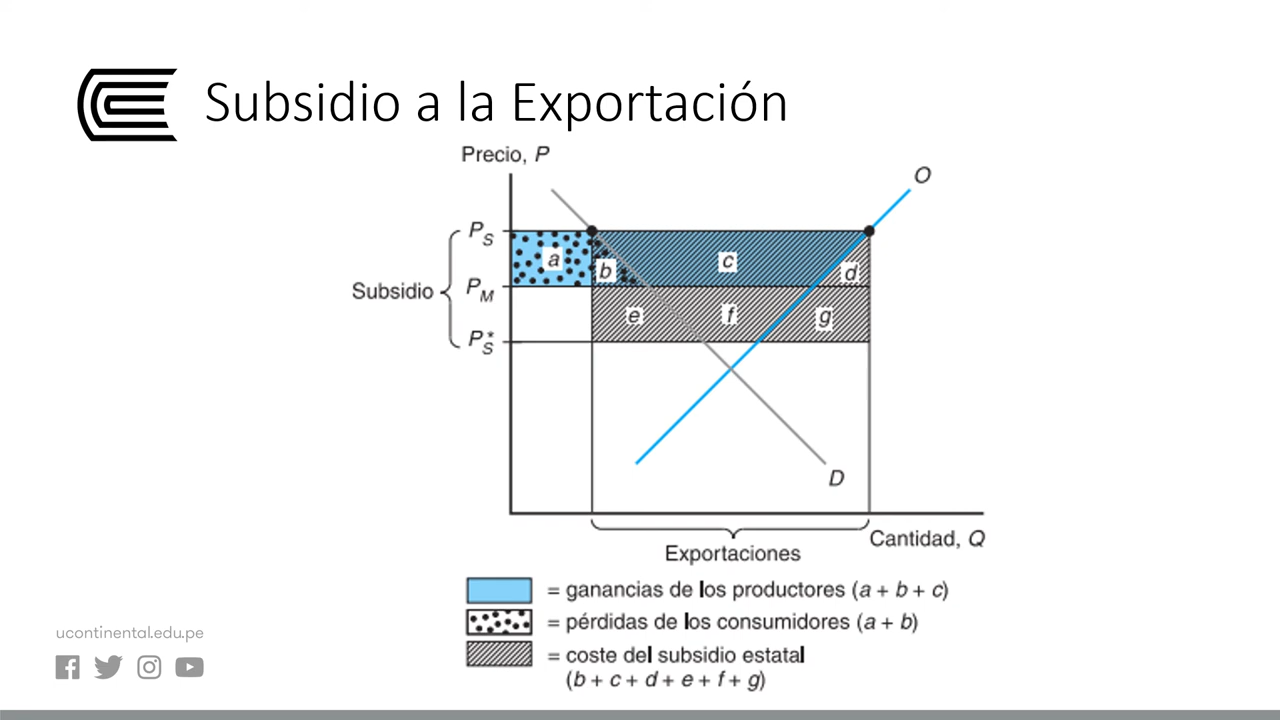 Subsidio a la Exportación
Precio, P
O
P_S
a
b
c
d
Subsidio
P_M
e
f
g
P_S^*
D
Cantidad, Q
Exportaciones
= ganancias de los productores (a + b + c)
= pérdidas de los consumidores (a + b)
= coste del subsidio estatal
(b + c + d + e + f + g)
ucontinental.edu.pe